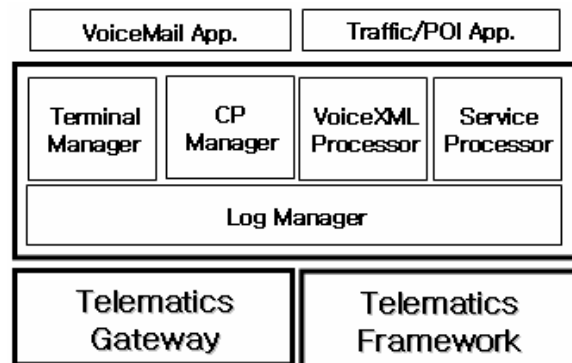 VoiceMail App. Traffic/POI App.
Terminal CP VoiceXML Service
Manager Manager Processor Processor
Log Manager
Telematics Telematics
Gateway Framework